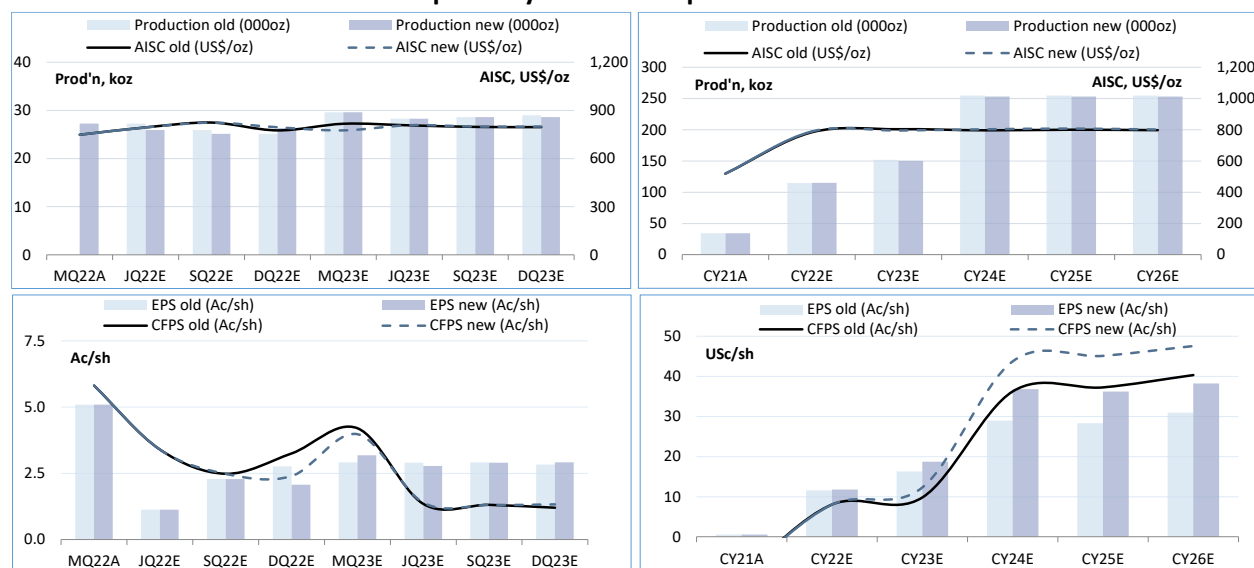 Production old (000oz) Production new (000oz)
AISC old (US$/oz) AISC new (US$/oz)
Prod'n, koz AISC, US$/oz
40 1,200
30 900
20 600
10 300
0 0
MQ22A JQ22E SQ22E DQ22E MQ23E JQ23E SQ23E DQ23E
Production old (000oz) Production new (000oz)
AISC old (US$/oz) AISC new (US$/oz)
Prod'n, koz AISC, US$/oz
300 1,200
250 1,000
200 800
150 600
100 400
50 200
0 0
CY21A CY22E CY23E CY24E CY25E CY26E
EPS old (Ac/sh) EPS new (Ac/sh)
CFPS old (Ac/sh) CFPS new (Ac/sh)
7.5
Ac/sh
5.0
2.5
0.0
MQ22A JQ22E SQ22E DQ22E MQ23E JQ23E SQ23E DQ23E
EPS old (Ac/sh) EPS new (Ac/sh)
CFPS old (Ac/sh) CFPS new (Ac/sh)
50
USc/sh
40
30
20
10
0
CY21A CY22E CY23E CY24E CY25E CY26E